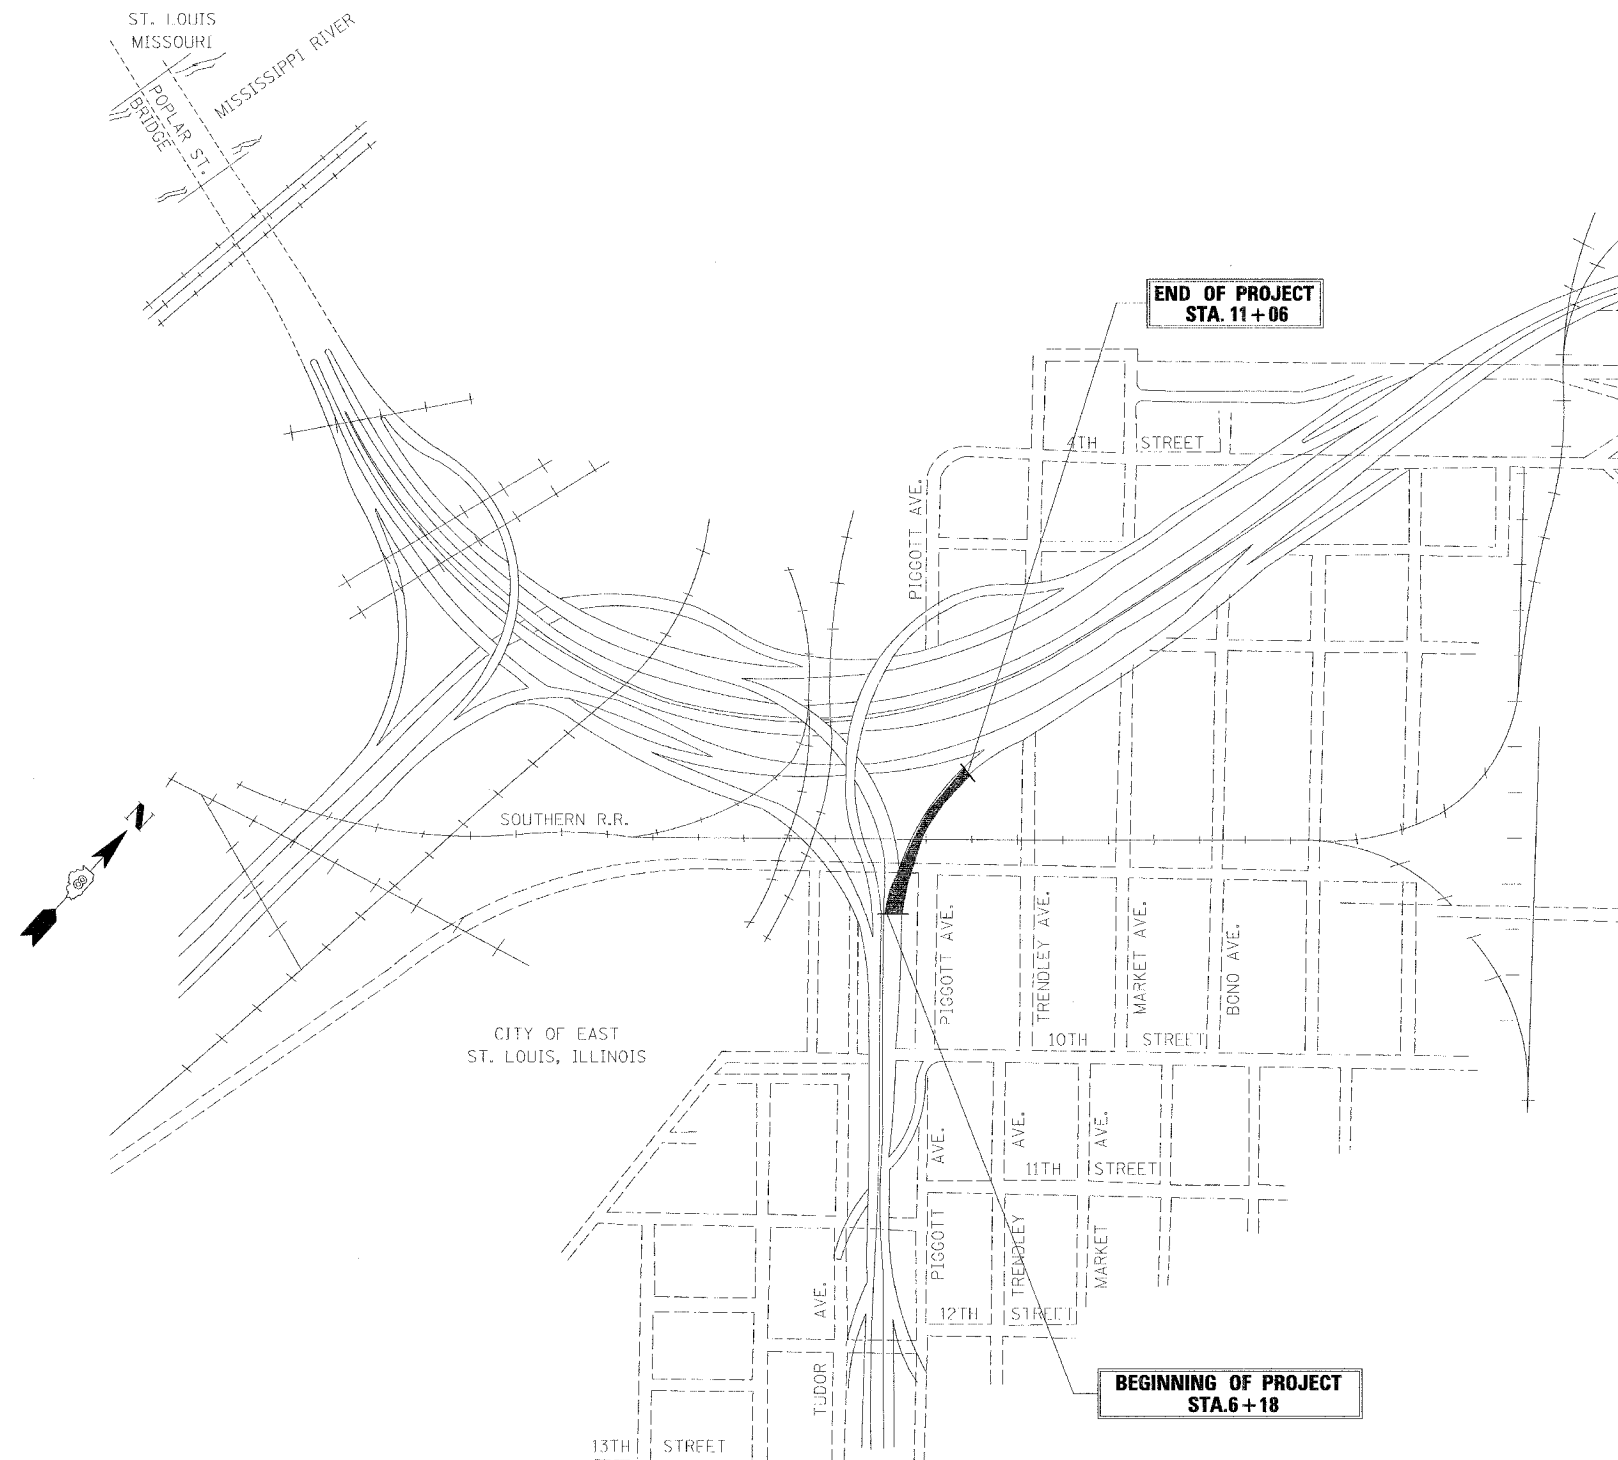 ST. LOUIS
MISSOURI
MISSISSIPPI RIVER
POPLAR ST.
BRIDGE
END OF PROJECT
STA. 11+06
4TH STREET
PIGGOTT AVE.
SOUTHERN R.R.
N
PIGGOTT AVE.
TRENDLEY AVE.
MARKET AVE.
BOND AVE.
CITY OF EAST
ST. LOUIS, ILLINOIS
10TH STREET
PIGGOTT AVE.
TRENDLEY AVE.
MARKET AVE.
11TH STREET
TUDOR AVE.
12TH STREET
BEGINNING OF PROJECT
STA.6+18
13TH STREET